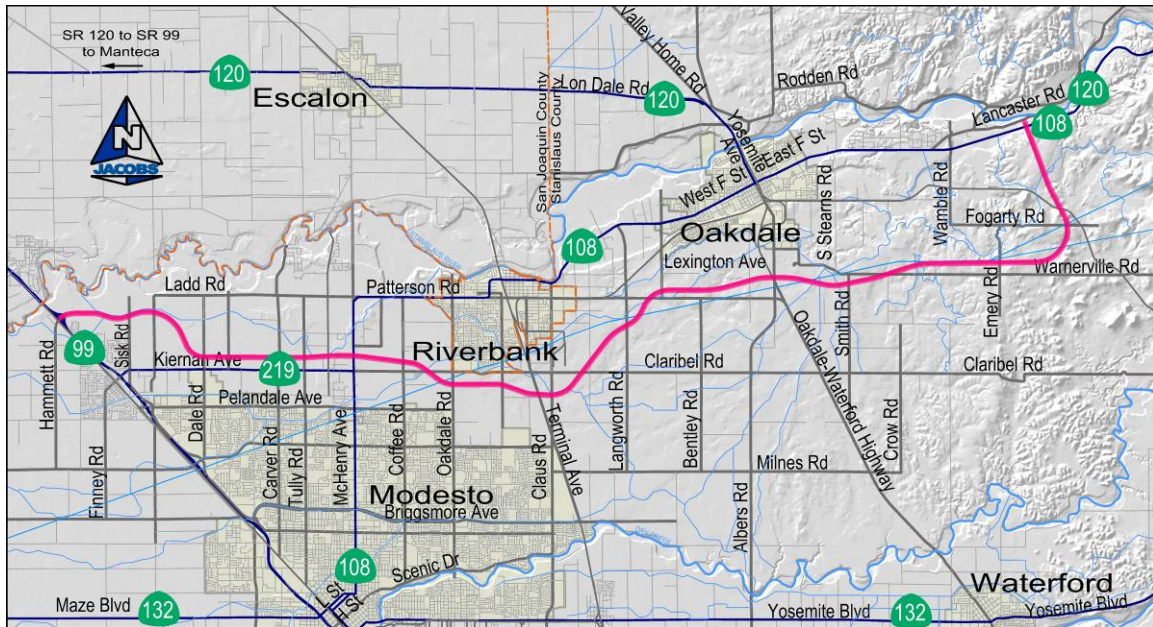 SR 120 to SR 99
to Manteca
120
Escalon
N
JACOBS
San Joaquin County
Stanislaus County
Valley Home Rd
Lon Dale Rd
120
Rodden Rd
Yosemite
Ave
Lancaster Rd
120
108
West F St
East F St
Oakdale
S Stearns Rd
Wamble Rd
Fogarty Rd
108
Lexington Ave
Warnerville Rd
STANISLAUS RIVER
Ladd Rd
Patterson Rd
Hammett Rd
99
Sisk Rd
Kiernan Ave
219
Riverbank
Claribel Rd
Smith Rd
Emery Rd
Claribel Rd
Pelandale Ave
Dale Rd
Carver Rd
Tully Rd
McHenry Ave
Coffee Rd
Oakdale Rd
Claus Rd
Terminal Ave
Langworth Rd
Bentley Rd
Oakdale-Waterford Highway
Crow Rd
Finney Rd
Milnes Rd
Modesto
Briggsmore Ave
Albers Rd
108
Scenic Dr
L St
H St
Waterford
Maze Blvd
132
Yosemite Blvd
132
Yosemite Blvd